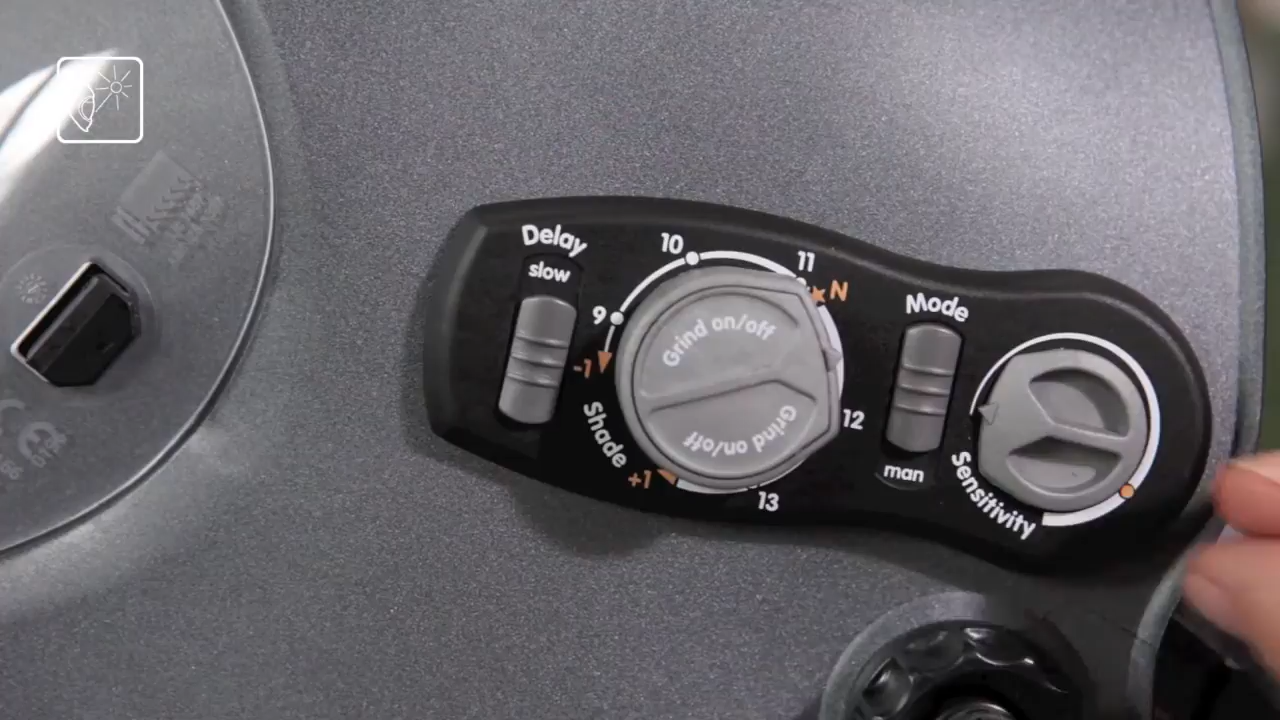 Delay
slow
9
10
11
N
12
13
-1
+1
Shade
Grind on/off
Grind on/off
Mode
man
Sensitivity
CE